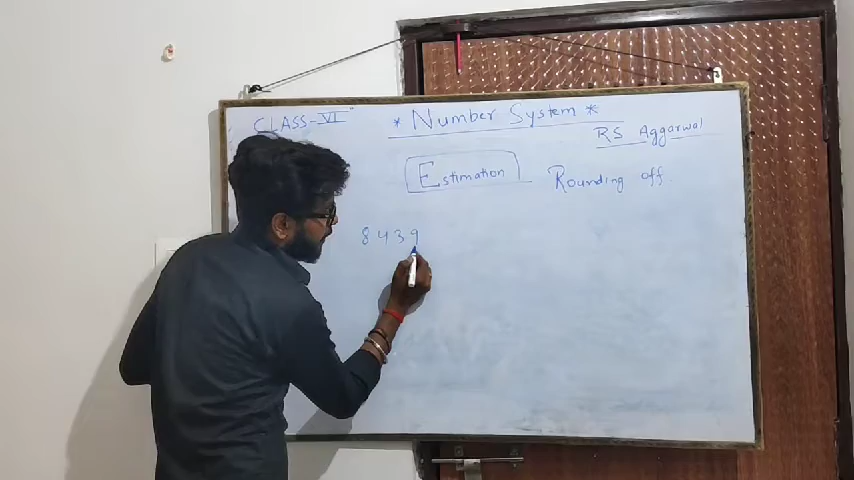 CLASS-VI
* Number System *
RS Aggarwal
Estimation Rounding off.
8439